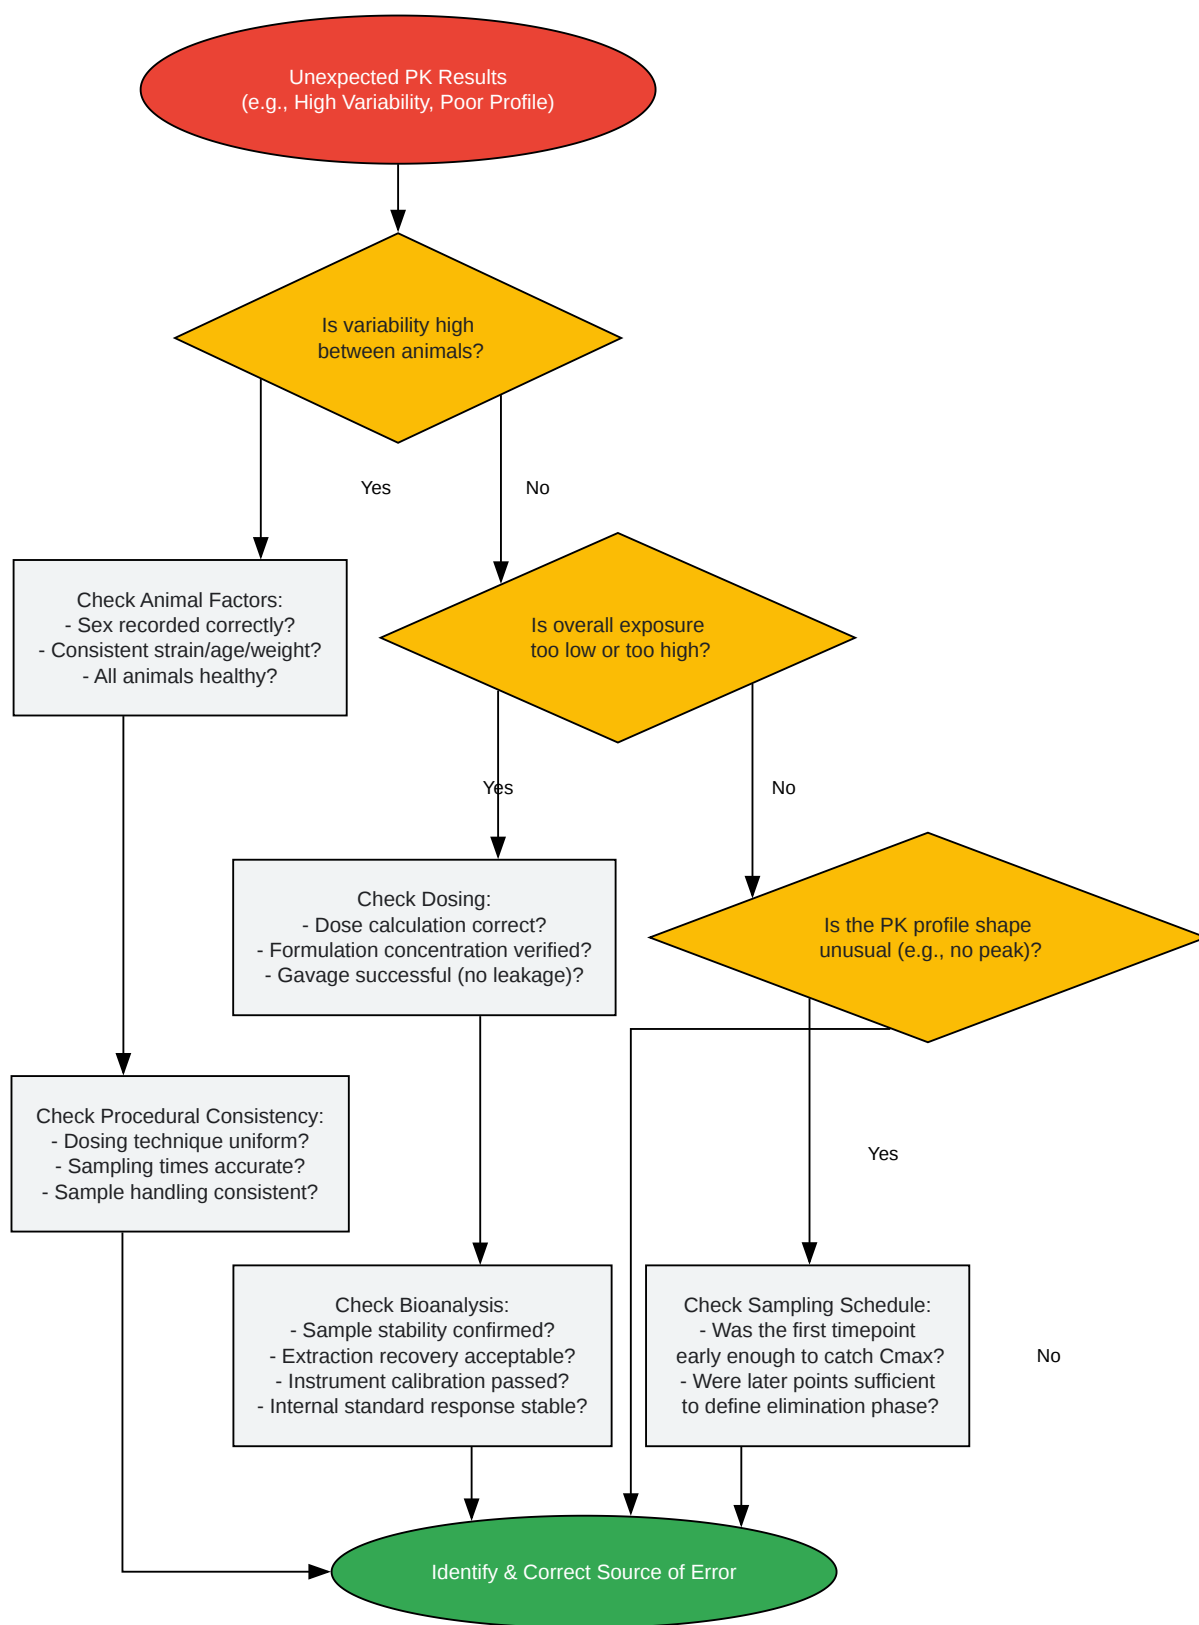 Unexpected PK Results
(e.g., High Variability, Poor Profile)
Is variability high
between animals?
Yes
No
Check Animal Factors:
- Sex recorded correctly?
- Consistent strain/age/weight?
- All animals healthy?
Is overall exposure
too low or too high?
Yes
No
Check Dosing:
- Dose calculation correct?
- Formulation concentration verified?
- Gavage successful (no leakage)?
Is the PK profile shape
unusual (e.g., no peak)?
Check Procedural Consistency:
- Dosing technique uniform?
- Sampling times accurate?
- Sample handling consistent?
Yes
Check Bioanalysis:
- Sample stability confirmed?
- Extraction recovery acceptable?
- Instrument calibration passed?
- Internal standard response stable?
Check Sampling Schedule:
- Was the first timepoint
early enough to catch Cmax?
- Were later points sufficient
to define elimination phase?
No
Identify & Correct Source of Error